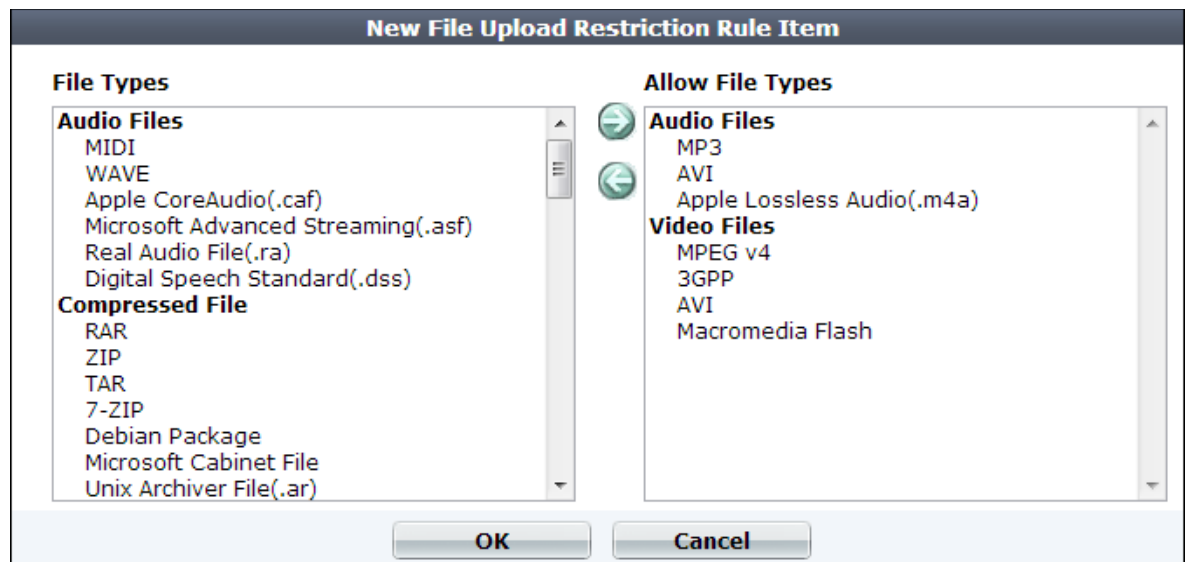 New File Upload Restriction Rule Item
File Types
Audio Files
MIDI
WAVE
Apple CoreAudio(.caf)
Microsoft Advanced Streaming(.asf)
Real Audio File(.ra)
Digital Speech Standard(.dss)
Compressed File
RAR
ZIP
TAR
7-ZIP
Debian Package
Microsoft Cabinet File
Unix Archiver File(.ar)
Allow File Types
Audio Files
MP3
AVI
Apple Lossless Audio(.m4a)
Video Files
MPEG v4
3GPP
AVI
Macromedia Flash
OK
Cancel